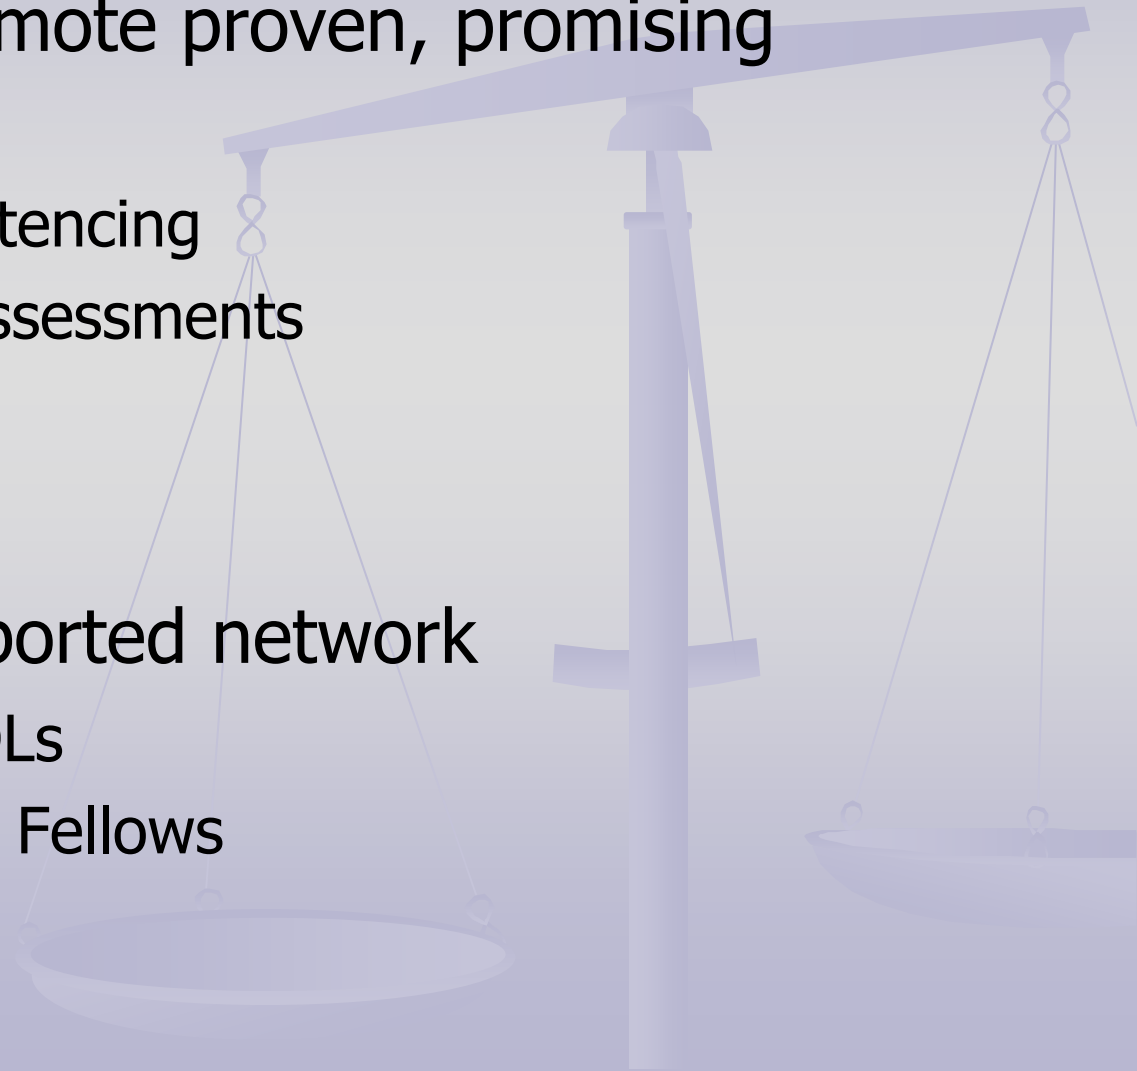 mote proven, promising
tencing
ssessments
ported network
Ls
Fellows